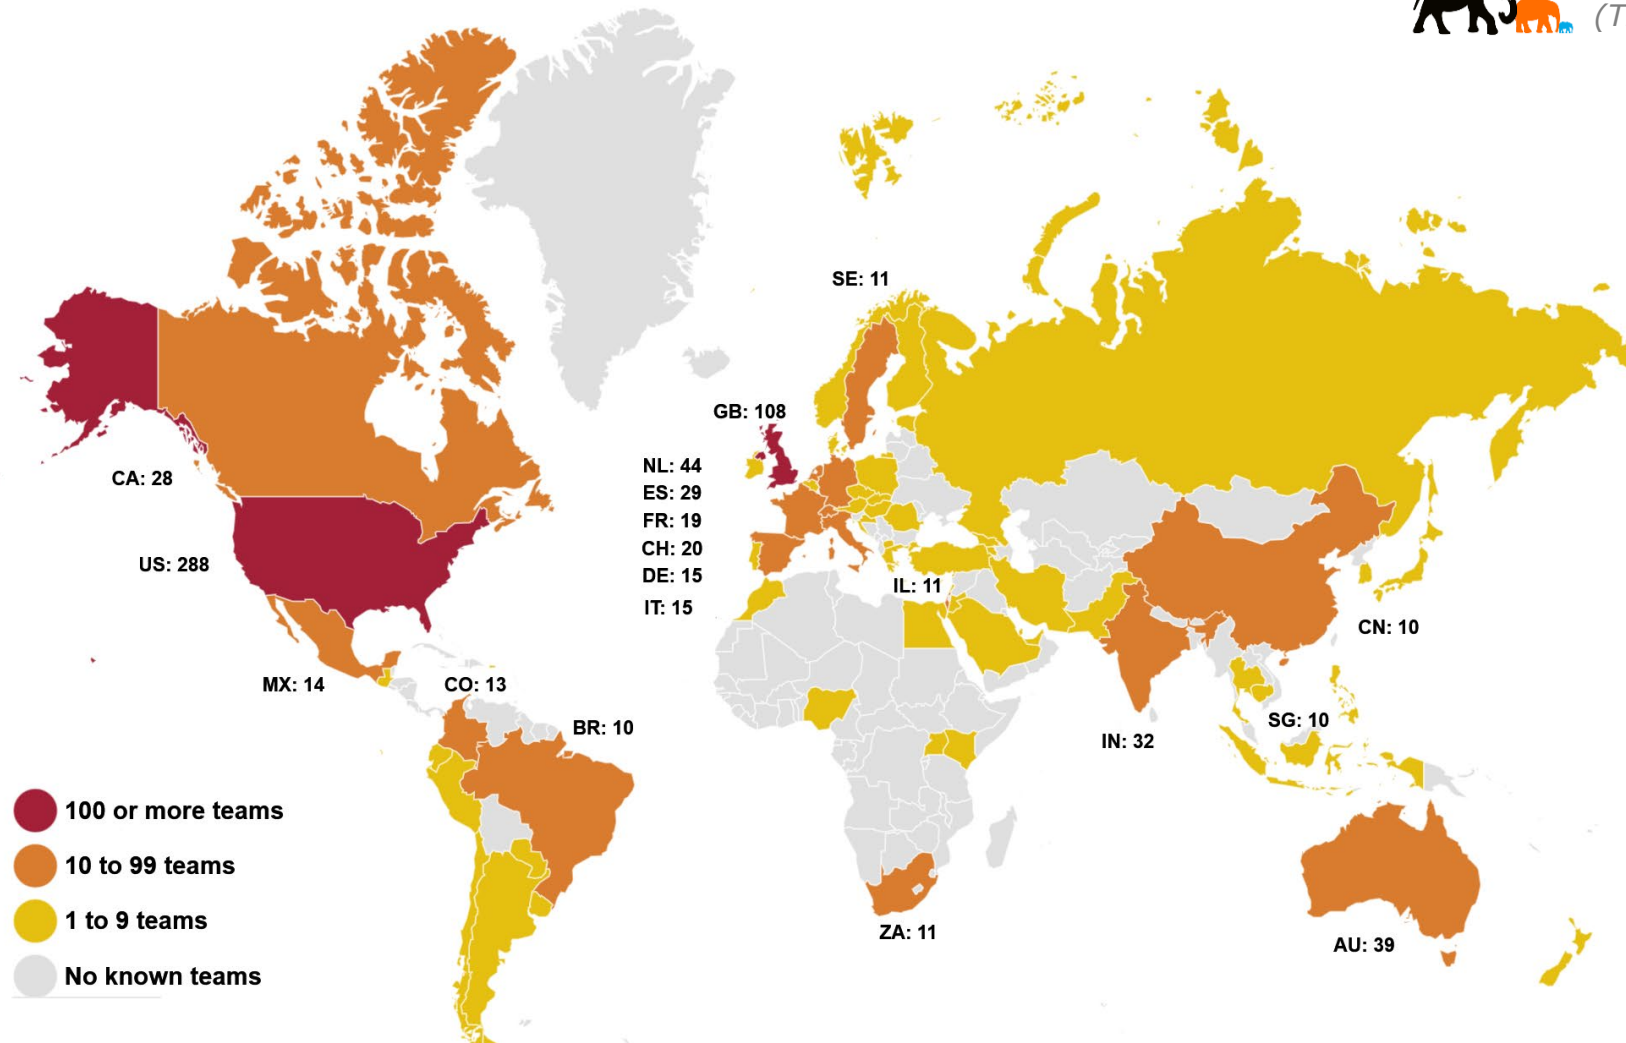 (T
SE: 11
GB: 108
NL: 44
ES: 29
FR: 19
CH: 20
DE: 15
IT: 15
CA: 28
US: 288
IL: 11
CN: 10
MX: 14
CO: 13
BR: 10
SG: 10
IN: 32
ZA: 11
AU: 39
100 or more teams
10 to 99 teams
1 to 9 teams
No known teams